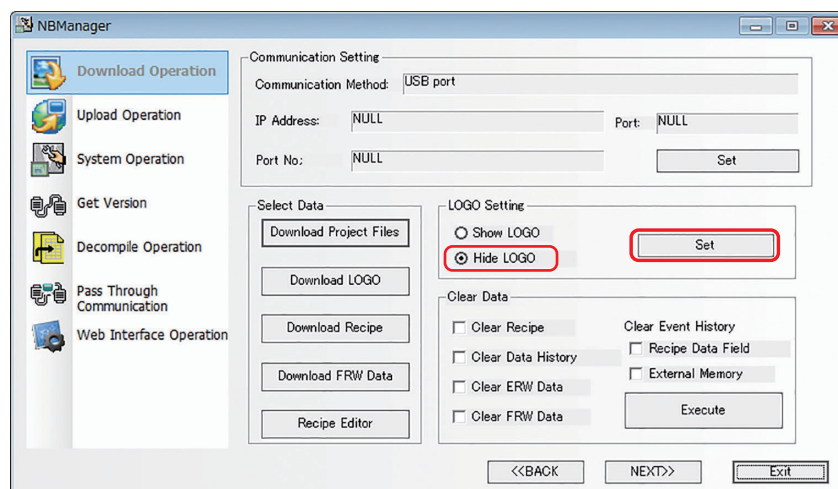 NBManager
Download Operation
Upload Operation
System Operation
Get Version
Decompile Operation
Pass Through
Communication
Web Interface Operation
Communication Setting
Communication Method: USB port
IP Address: NULL Port: NULL
Port No; NULL Set
Select Data
Download Project Files
Download LOGO
Download Recipe
Download FRW Data
Recipe Editor
LOGO Setting
Show LOGO
Hide LOGO
Set
Clear Data
Clear Recipe
Clear Data History
Clear ERW Data
Clear FRW Data
Clear Event History
Recipe Data Field
External Memory
Execute
<<BACK NEXT>> Exit